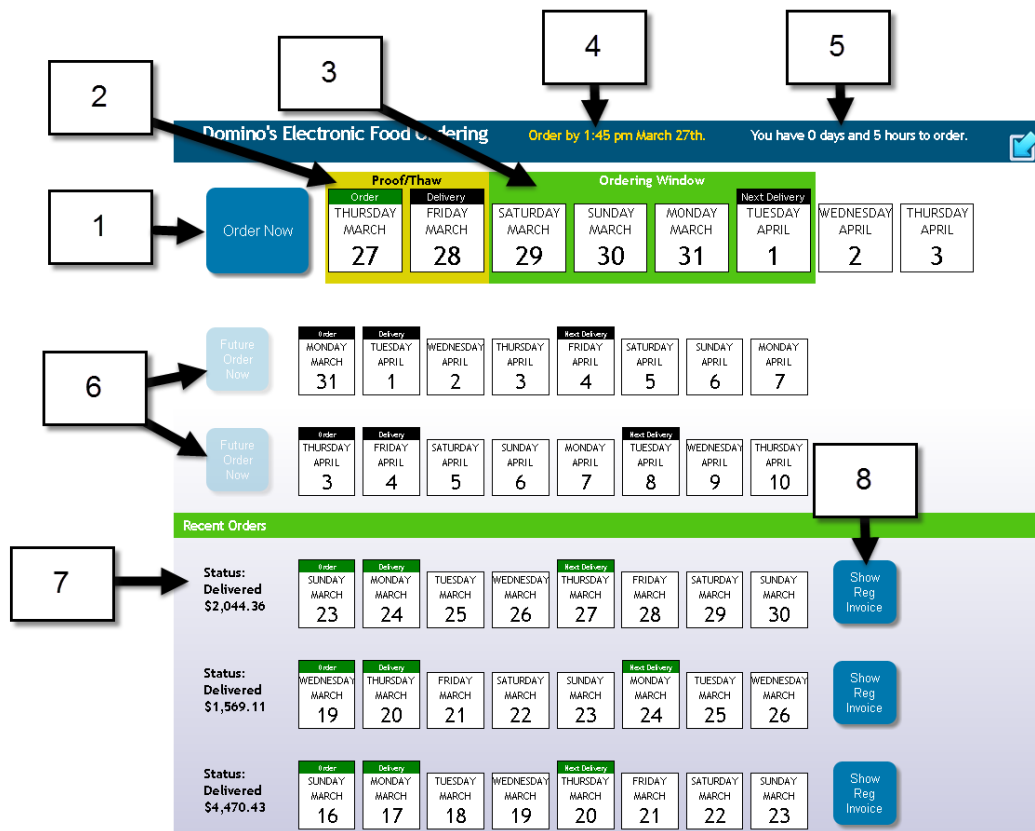 4
5
3
2
Domino's Electronic Food Ordering
Order by 1:45 pm March 27th.
You have 0 days and 5 hours to order.
Proof/Thaw
Ordering Window
1
Order Now
Order
THURSDAY
MARCH
27
Delivery
FRIDAY
MARCH
28
SATURDAY
MARCH
29
SUNDAY
MARCH
30
MONDAY
MARCH
31
Next Delivery
TUESDAY
APRIL
1
WEDNESDAY
APRIL
2
THURSDAY
APRIL
3
6
Future
Order
Now
Order
MONDAY
MARCH
31
Delivery
TUESDAY
APRIL
1
WEDNESDAY
APRIL
2
THURSDAY
APRIL
3
Next Delivery
FRIDAY
APRIL
4
SATURDAY
APRIL
5
SUNDAY
APRIL
6
MONDAY
APRIL
7
Future
Order
Now
Order
THURSDAY
APRIL
3
Delivery
FRIDAY
APRIL
4
SATURDAY
APRIL
5
SUNDAY
APRIL
6
MONDAY
APRIL
7
Next Delivery
TUESDAY
APRIL
8
WEDNESDAY
APRIL
9
THURSDAY
APRIL
10
8
Recent Orders
7
Status:
Delivered
$2,044.36
Order
SUNDAY
MARCH
23
Delivery
MONDAY
MARCH
24
TUESDAY
MARCH
25
WEDNESDAY
MARCH
26
Next Delivery
THURSDAY
MARCH
27
FRIDAY
MARCH
28
SATURDAY
MARCH
29
SUNDAY
MARCH
30
Show
Reg
Invoice
Status:
Delivered
$1,569.11
Order
WEDNESDAY
MARCH
19
Delivery
THURSDAY
MARCH
20
FRIDAY
MARCH
21
SATURDAY
MARCH
22
SUNDAY
MARCH
23
Next Delivery
MONDAY
MARCH
24
TUESDAY
MARCH
25
WEDNESDAY
MARCH
26
Show
Reg
Invoice
Status:
Delivered
$4,470.43
Order
SUNDAY
MARCH
16
Delivery
MONDAY
MARCH
17
TUESDAY
MARCH
18
WEDNESDAY
MARCH
19
Next Delivery
THURSDAY
MARCH
20
FRIDAY
MARCH
21
SATURDAY
MARCH
22
SUNDAY
MARCH
23
Show
Reg
Invoice